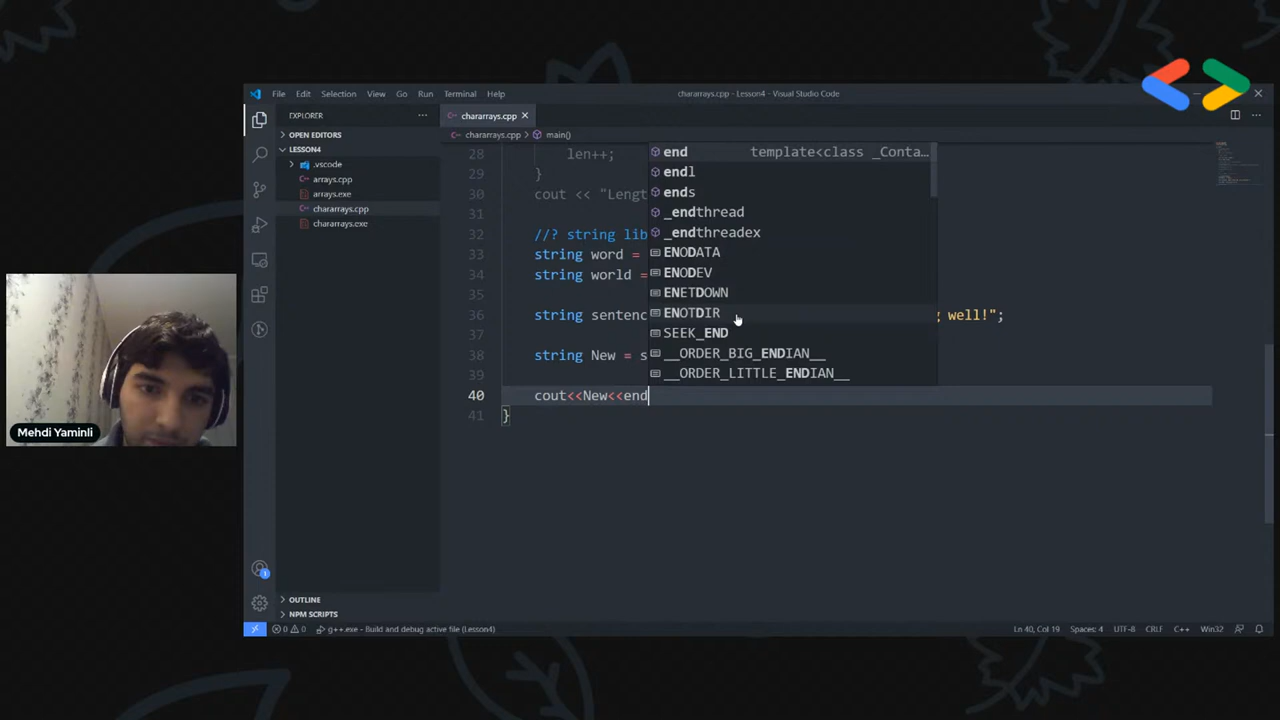 File Edit Selection View Go Run Terminal Help
chararrays.cpp - Lesson4 - Visual Studio Code
EXPLORER
OPEN EDITORS
LESSON4
.vscode
arrays.cpp
arrays.exe
chararrays.cpp
chararrays.exe
OUTLINE
NPM SCRIPTS
chararrays.cpp
chararrays.cpp main()
28 len++;
29 }
30 cout << "Lengt
31
32 //? string lib
33 string word =
34 string world =
35
36 string sentenc well!";
37
38 string New = s
39
40 cout<<New<<end
41 }
end template<class _Conta…
endl
ends
_endthread
_endthreadex
ENODATA
ENODEV
ENETDOWN
ENOTDIR
SEEK_END
__ORDER_BIG_ENDIAN__
__ORDER_LITTLE_ENDIAN__
Mehdi Yaminli
1
0 0 g++.exe - Build and debug active file (Lesson4)
Ln 40, Col 19 Spaces: 4 UTF-8 CRLF C++ Win32